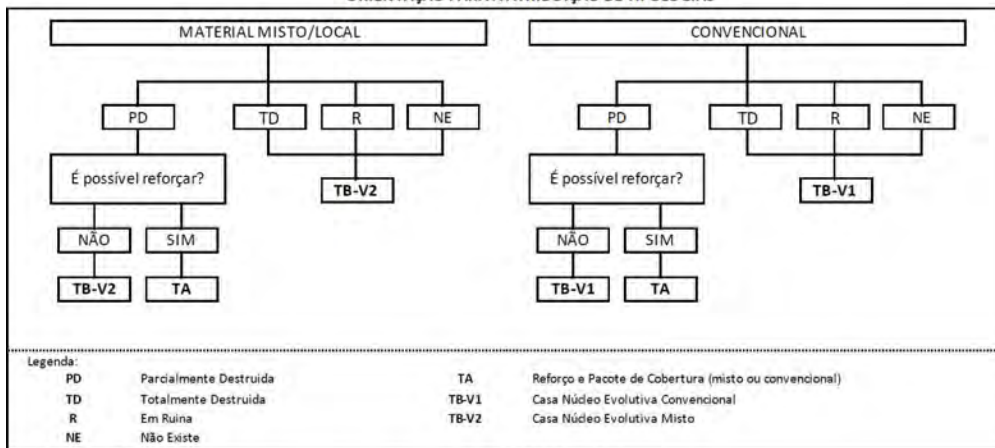 MATERIAL MISTO/LOCAL
CONVENCIONAL
PD
TD
R
NE
PD
TD
R
NE
É possível reforçar?
TB-V2
É possível reforçar?
TB-V1
NÃO
SIM
NÃO
SIM
TB-V2
TA
TB-V1
TA
Legenda:
PD Parcialmente Destruida TA Reforço e Pacote de Cobertura (misto ou convencional)
TD Totalmente Destruida TB-V1 Casa Núcleo Evolutiva Convencional
R Em Ruina TB-V2 Casa Núcleo Evolutiva Misto
NE Não Existe